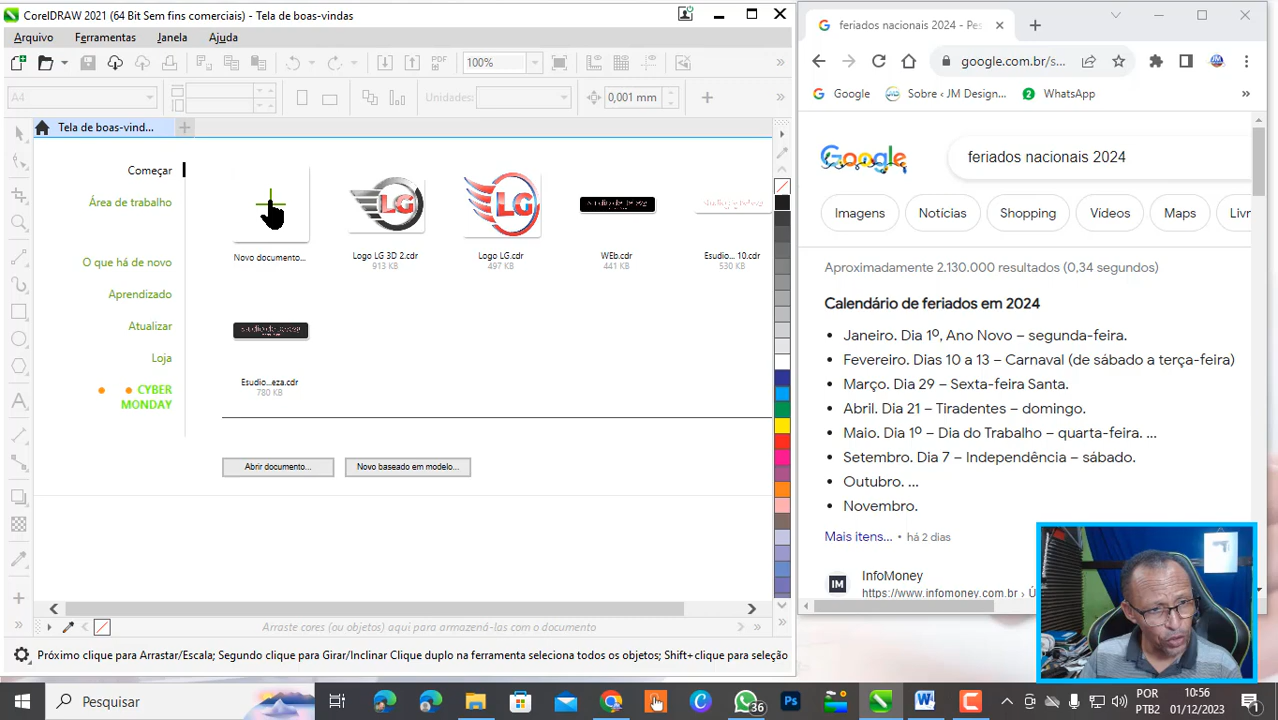 CorelDRAW 2021 (64 Bit Sem fins comerciais) - Tela de boas-vindas
Arquivo Ferramentas Janela Ajuda
PDF 100%
A4 Unidades: 0,001 mm
Tela de boas-vind...
Começar
Área de trabalho
O que há de novo
Aprendizado
Atualizar
Loja
CYBER
MONDAY
LG LG
Novo documento... Logo LG 3D 2.cdr Logo LG.cdr WEb.cdr Esudio... 10.cdr
913 KB 497 KB 441 KB 530 KB
Esudio...eza.cdr
780 KB
Abrir documento... Novo baseado em modelo...
Arraste cores (ou objetos) aqui para armazená-las com o documento
Próximo clique para Arrastar/Escala; Segundo clique para Girar/Inclinar Clique duplo na ferramenta seleciona todos os objetos; Shift+clique para seleção
feriados nacionais 2024 - Pes
google.com.br/s...
Google Sobre ‹ JM Design... 2 WhatsApp
Google feriados nacionais 2024
Imagens Notícias Shopping Vídeos Maps Livr
Aproximadamente 2.130.000 resultados (0,34 segundos)
Calendário de feriados em 2024
Janeiro. Dia 1º, Ano Novo – segunda-feira.
Fevereiro. Dias 10 a 13 – Carnaval (de sábado a terça-feira)
Março. Dia 29 – Sexta-feira Santa.
Abril. Dia 21 – Tiradentes – domingo.
Maio. Dia 1º – Dia do Trabalho – quarta-feira. ...
Setembro. Dia 7 – Independência – sábado.
Outubro. ...
Novembro.
Mais itens... • há 2 dias
IM InfoMoney
https://www.infomoney.com.br ›
Pesquisar
36 Ps W
POR
PTB2
10:56
01/12/2023
1